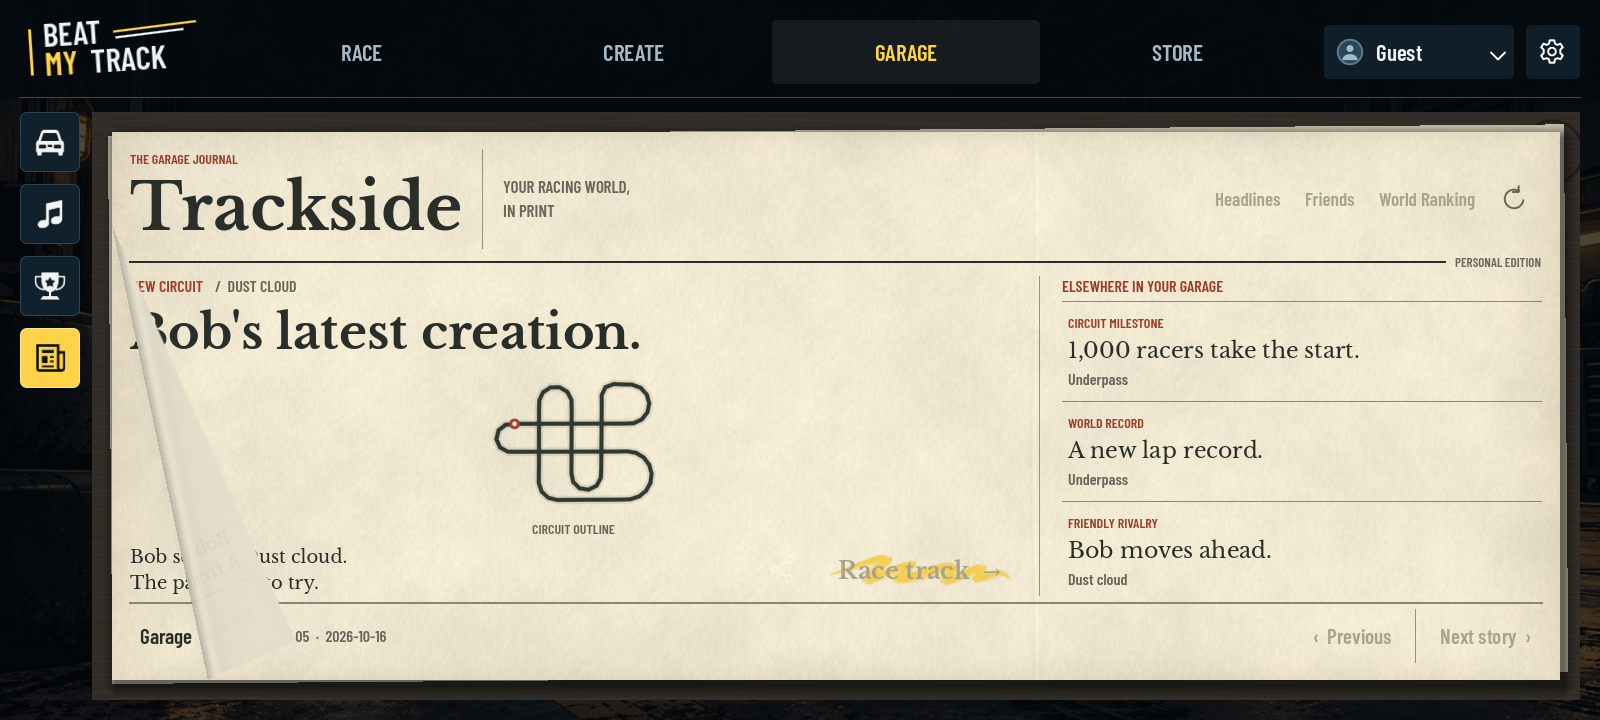 BEAT
MY TRACK
RACE
CREATE
GARAGE
STORE
Guest
THE GARAGE JOURNAL
Trackside
YOUR RACING WORLD,
IN PRINT
Headlines
Friends
World Ranking
PERSONAL EDITION
CIRCUIT / DUST CLOUD
Bob's latest creation.
CIRCUIT OUTLINE
Bob cloud.
The to try.
Race track →
ELSEWHERE IN YOUR GARAGE
CIRCUIT MILESTONE
1,000 racers take the start.
Underpass
WORLD RECORD
A new lap record.
Underpass
FRIENDLY RIVALRY
Bob moves ahead.
Dust cloud
Garage
05 · 2026-10-16
‹ Previous
Next story ›